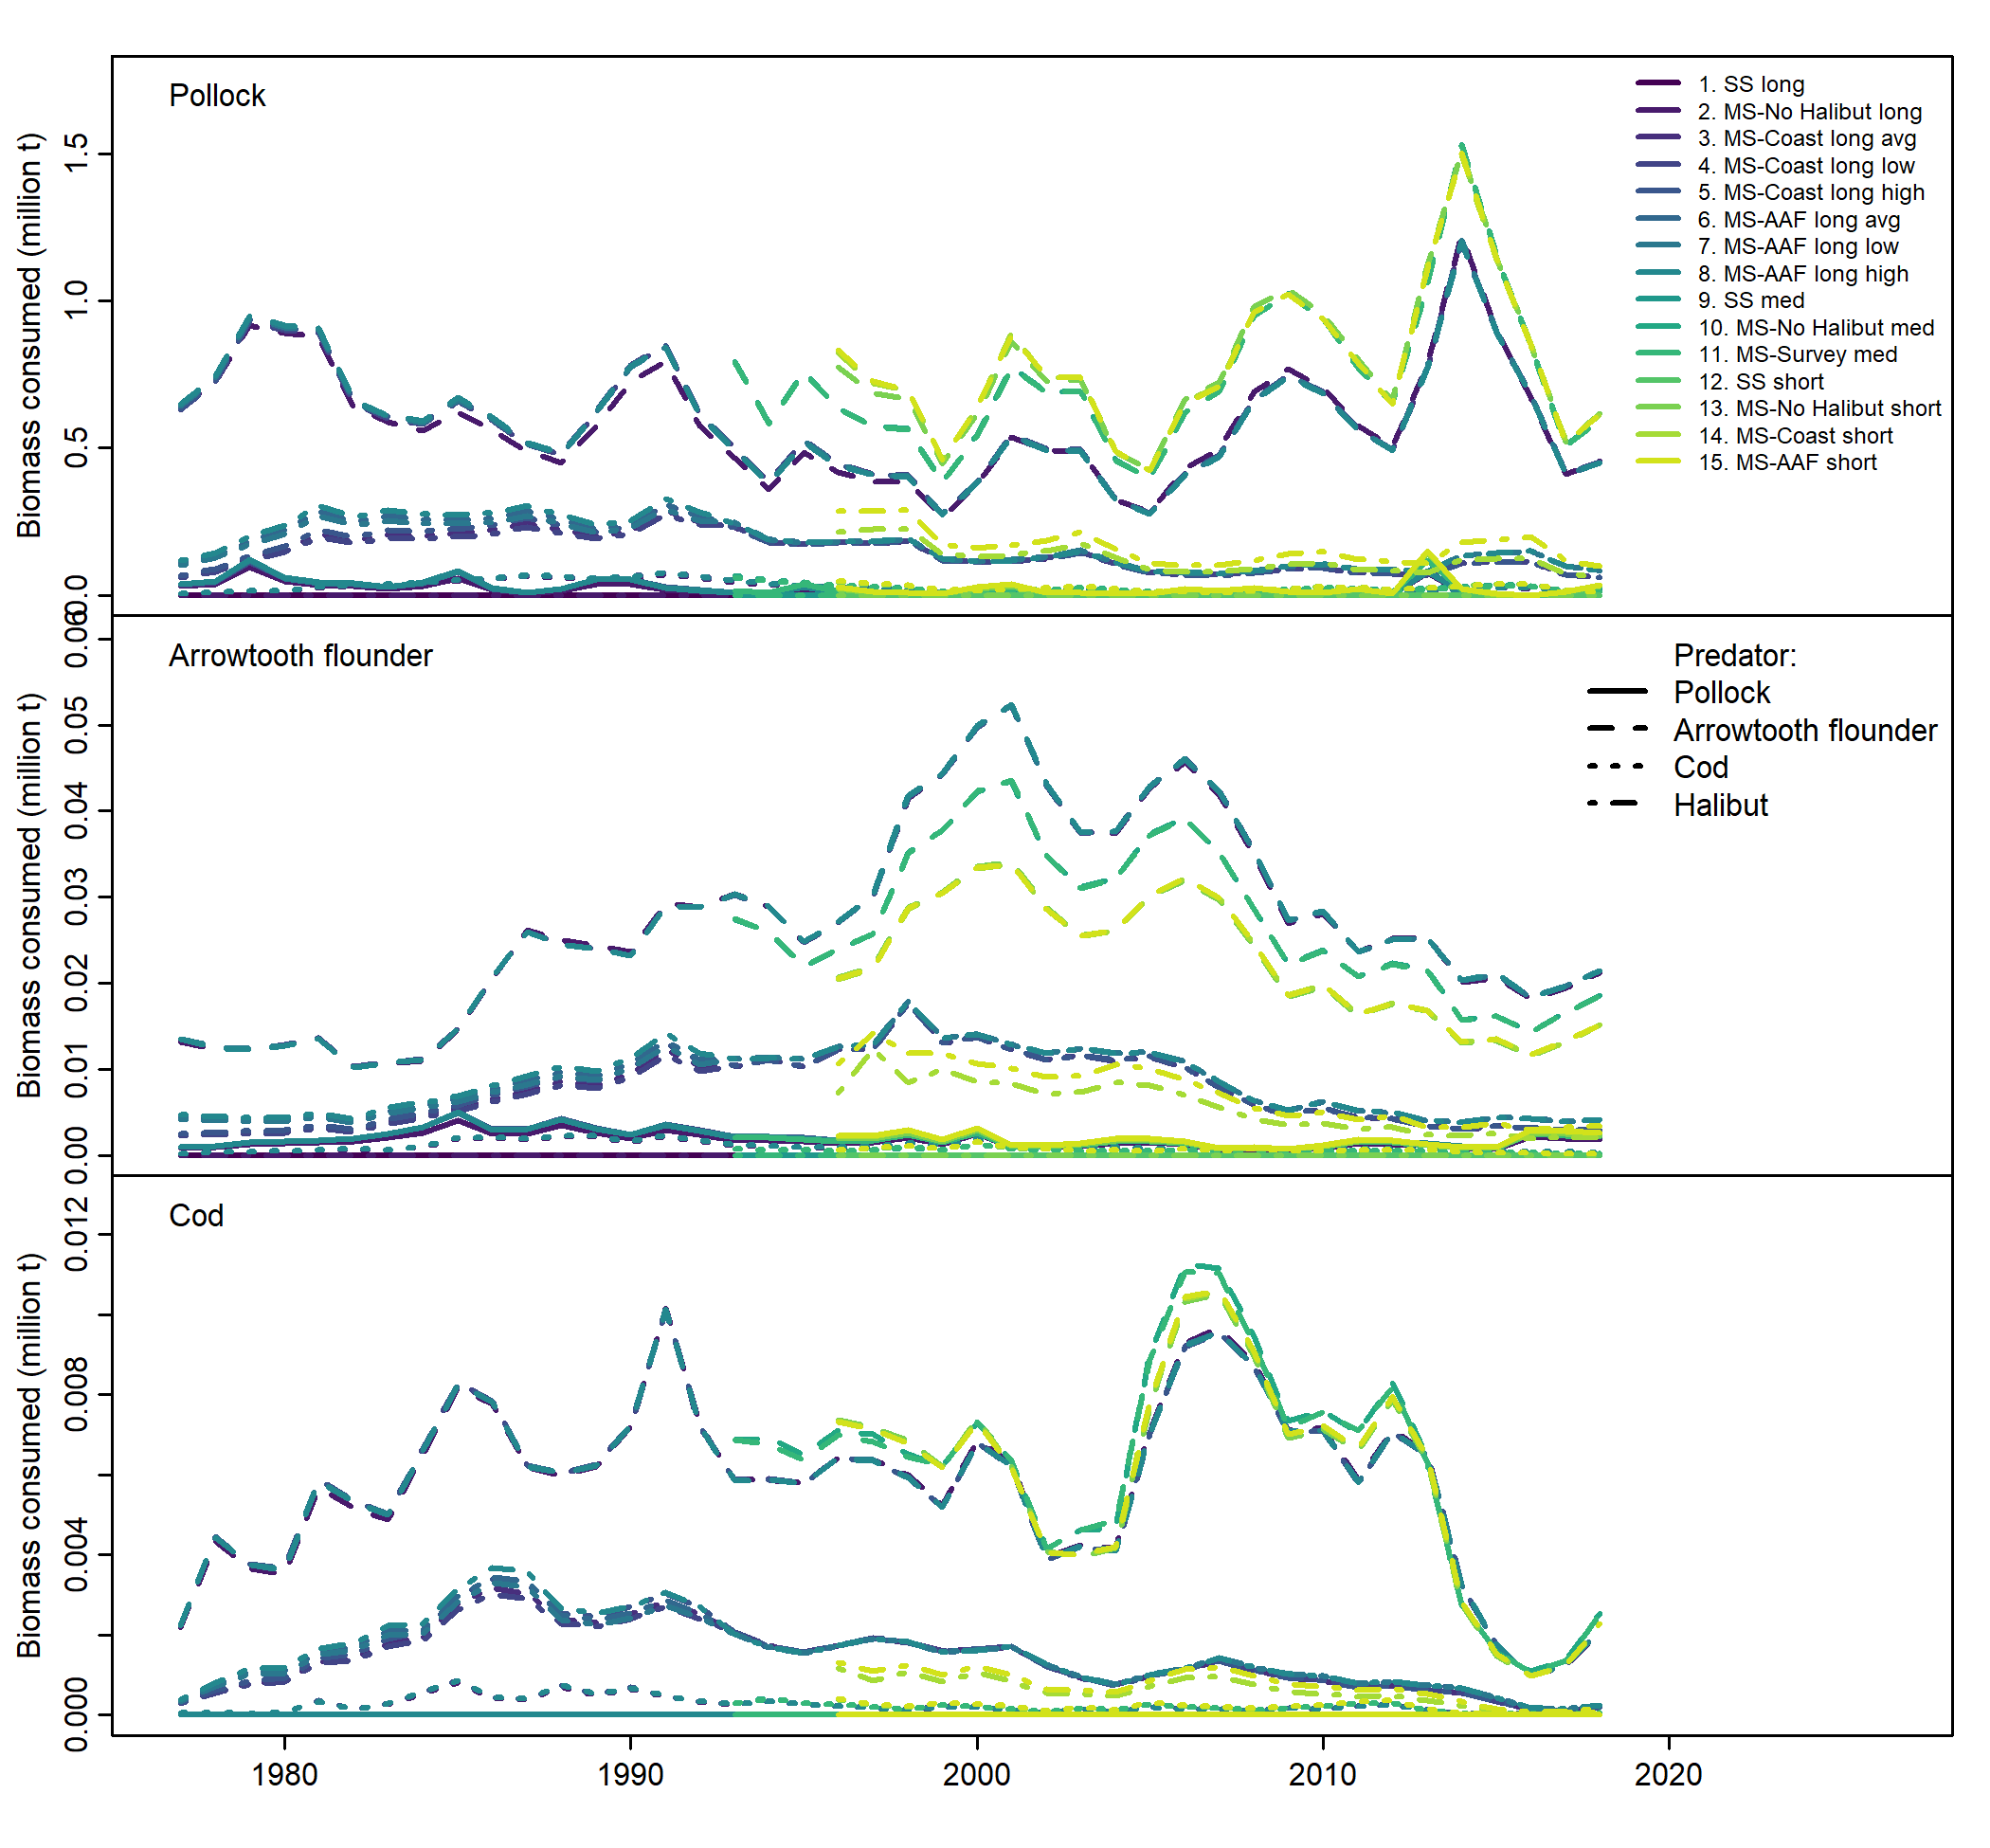 Pollock
1. SS long
2. MS-No Halibut long
3. MS-Coast long avg
4. MS-Coast long low
5. MS-Coast long high
6. MS-AAF long avg
7. MS-AAF long low
8. MS-AAF long high
9. SS med
10. MS-No Halibut med
11. MS-Survey med
12. SS short
13. MS-No Halibut short
14. MS-Coast short
15. MS-AAF short
Biomass consumed (million t)
1.5
1.0
0.5
0.0
Arrowtooth flounder
Predator:
Pollock
Arrowtooth flounder
Cod
Halibut
Biomass consumed (million t)
0.06
0.05
0.04
0.03
0.02
0.01
0.00
Cod
Biomass consumed (million t)
0.012
0.008
0.004
0.000
1980 1990 2000 2010 2020